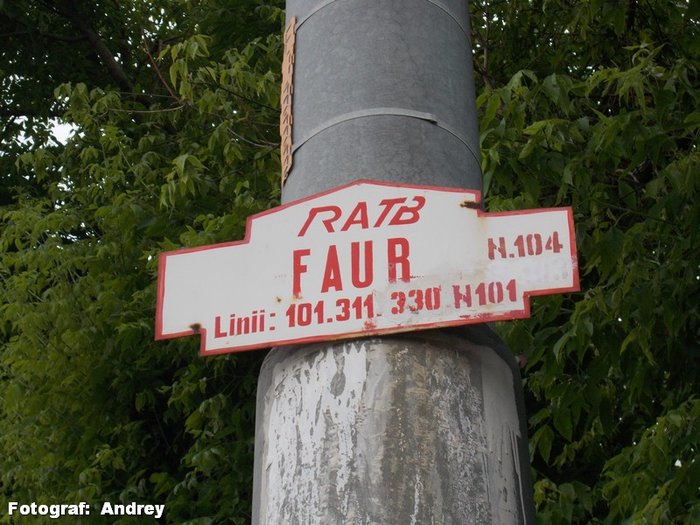 RATB
FAUR
N.104
Linii: 101.311. 330 N101
Fotograf: Andrey